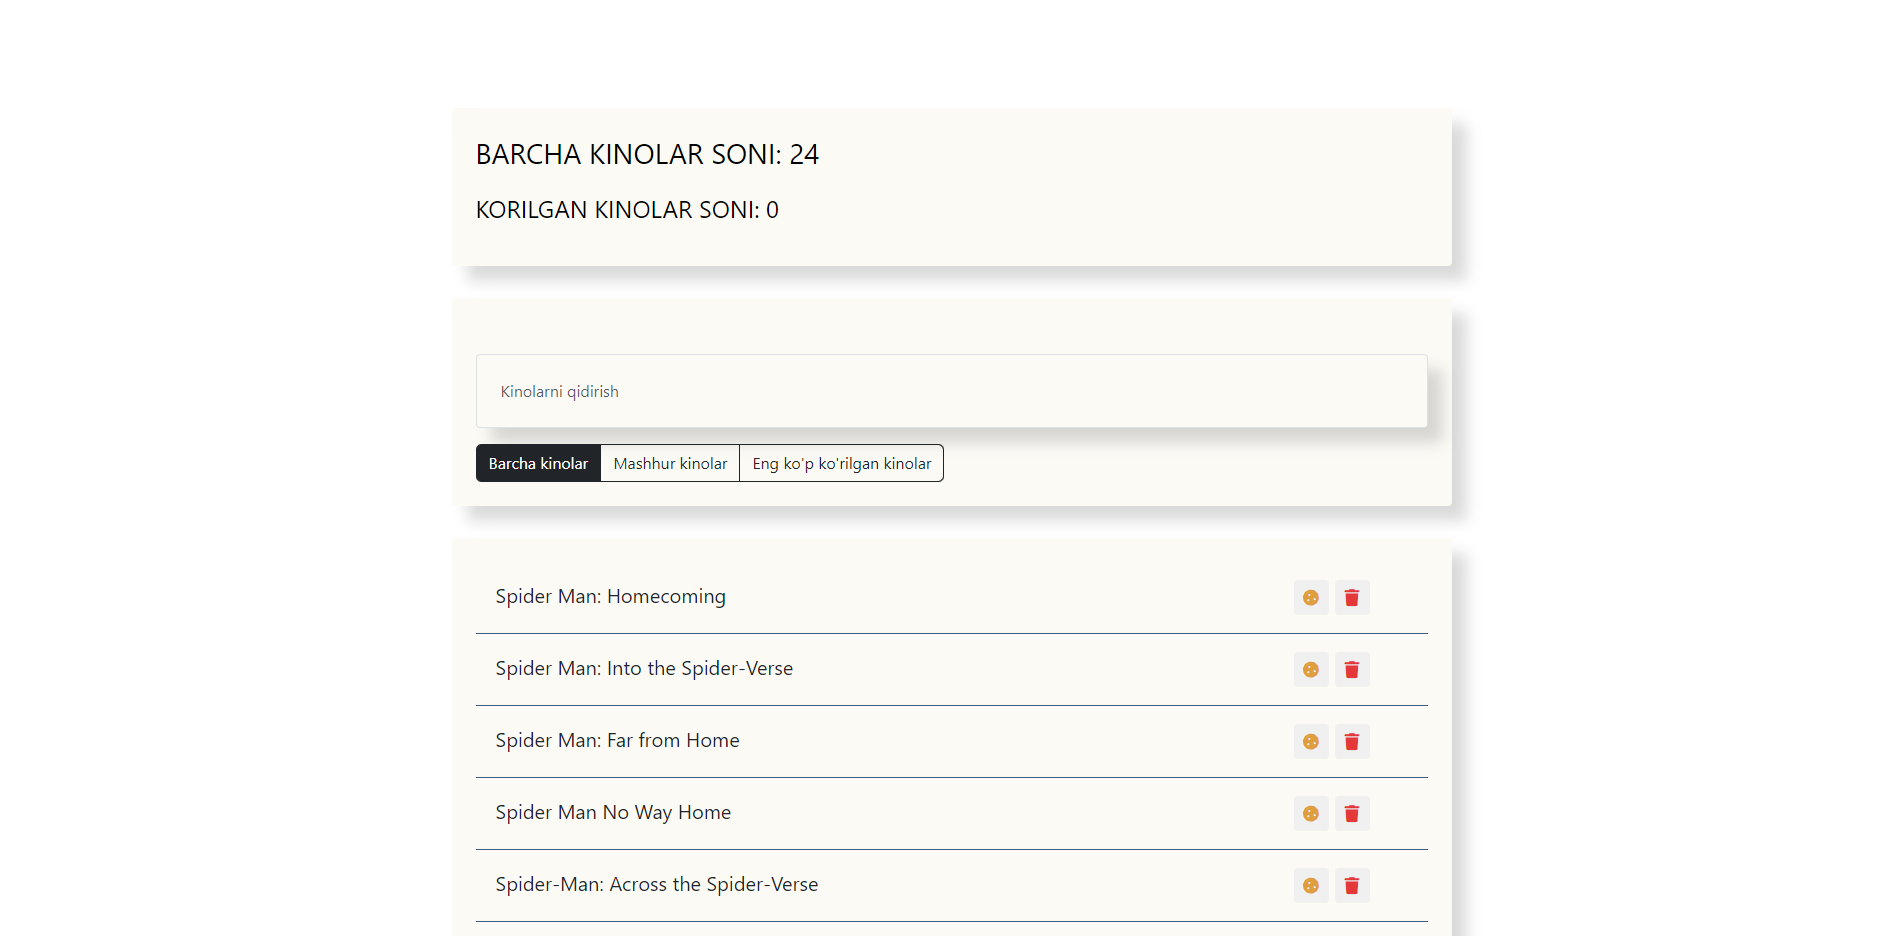 BARCHA KINOLAR SONI: 24
KORILGAN KINOLAR SONI: 0
Kinolarni qidirish
Barcha kinolar Mashhur kinolar Eng ko'p ko'rilgan kinolar
Spider Man: Homecoming
Spider Man: Into the Spider-Verse
Spider Man: Far from Home
Spider Man No Way Home
Spider-Man: Across the Spider-Verse